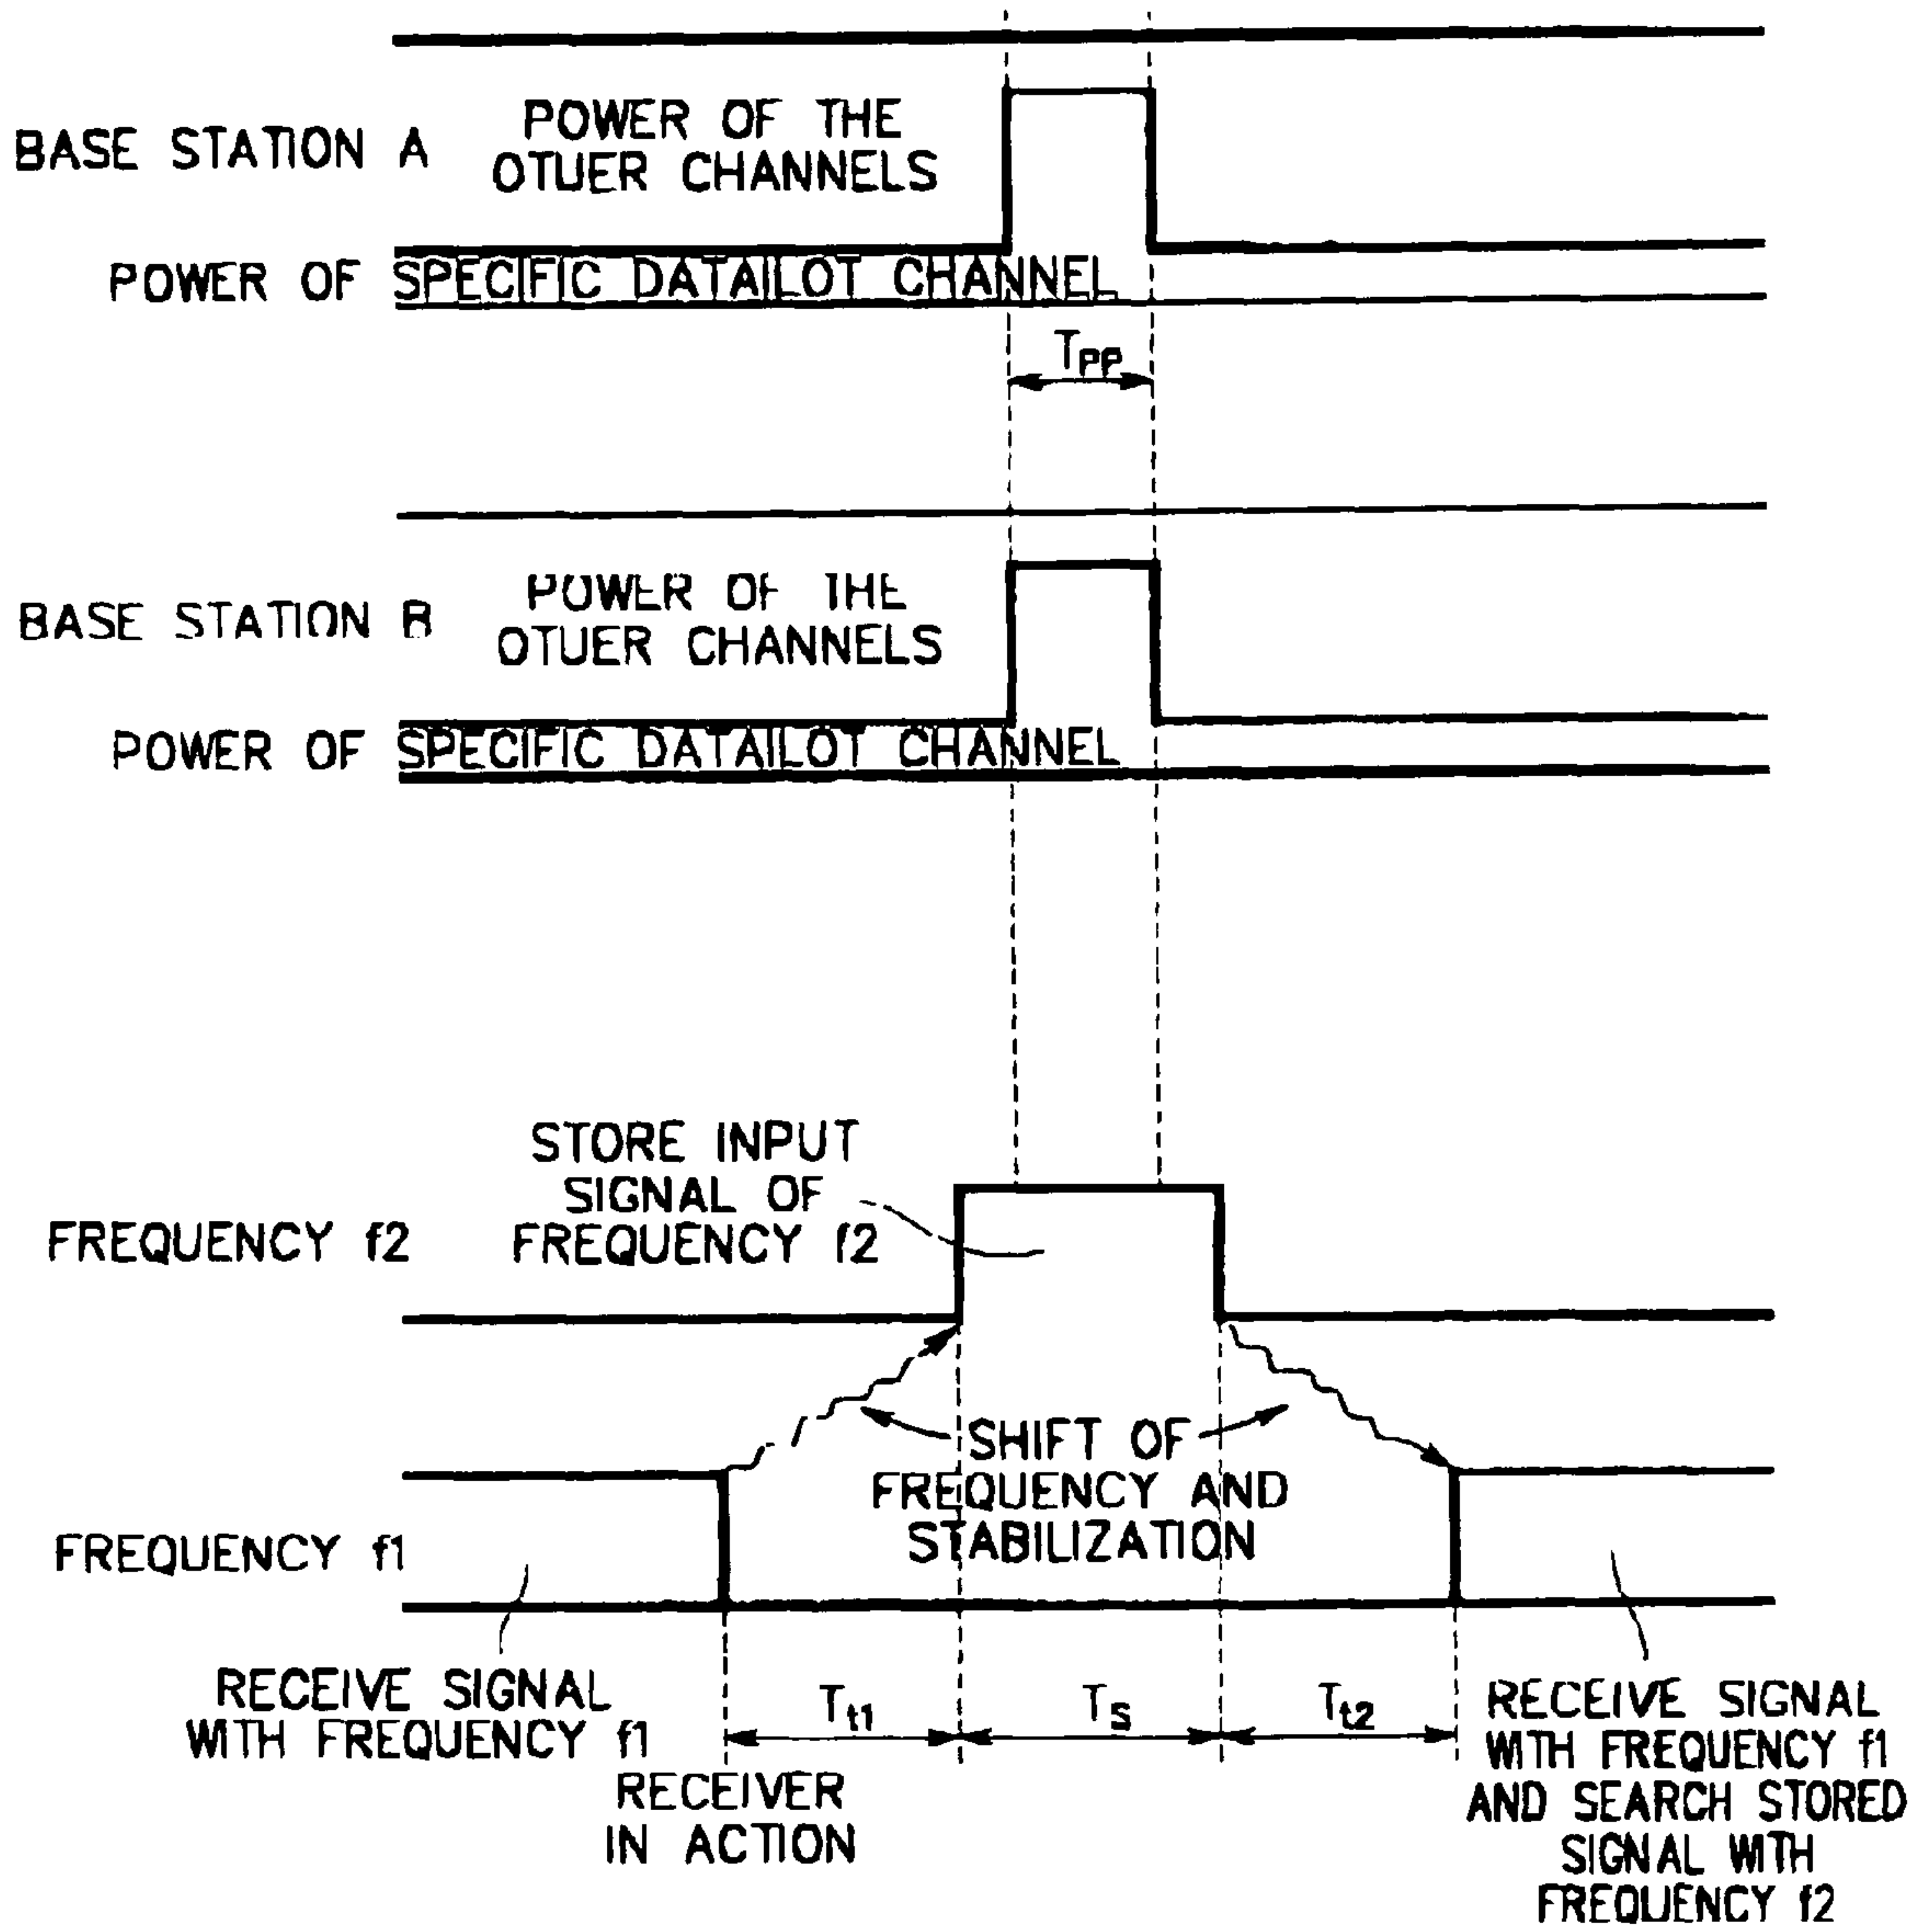 BASE STATION A
POWER OF THE
OTUER CHANNELS
POWER OF SPECIFIC DATAILOT CHANNEL
TPP
BASE STATION B
POWER OF THE
OTUER CHANNELS
POWER OF SPECIFIC DATAILOT CHANNEL
STORE INPUT
SIGNAL OF
FREQUENCY f2
FREQUENCY f2
SHIFT OF
FREQUENCY AND
STABILIZATION
FREQUENCY f1
RECEIVE SIGNAL
WITH FREQUENCY f1
Tt1
TS
Tt2
RECEIVER
IN ACTION
RECEIVE SIGNAL
WITH FREQUENCY f1
AND SEARCH STORED
SIGNAL WITH
FREQUENCY f2